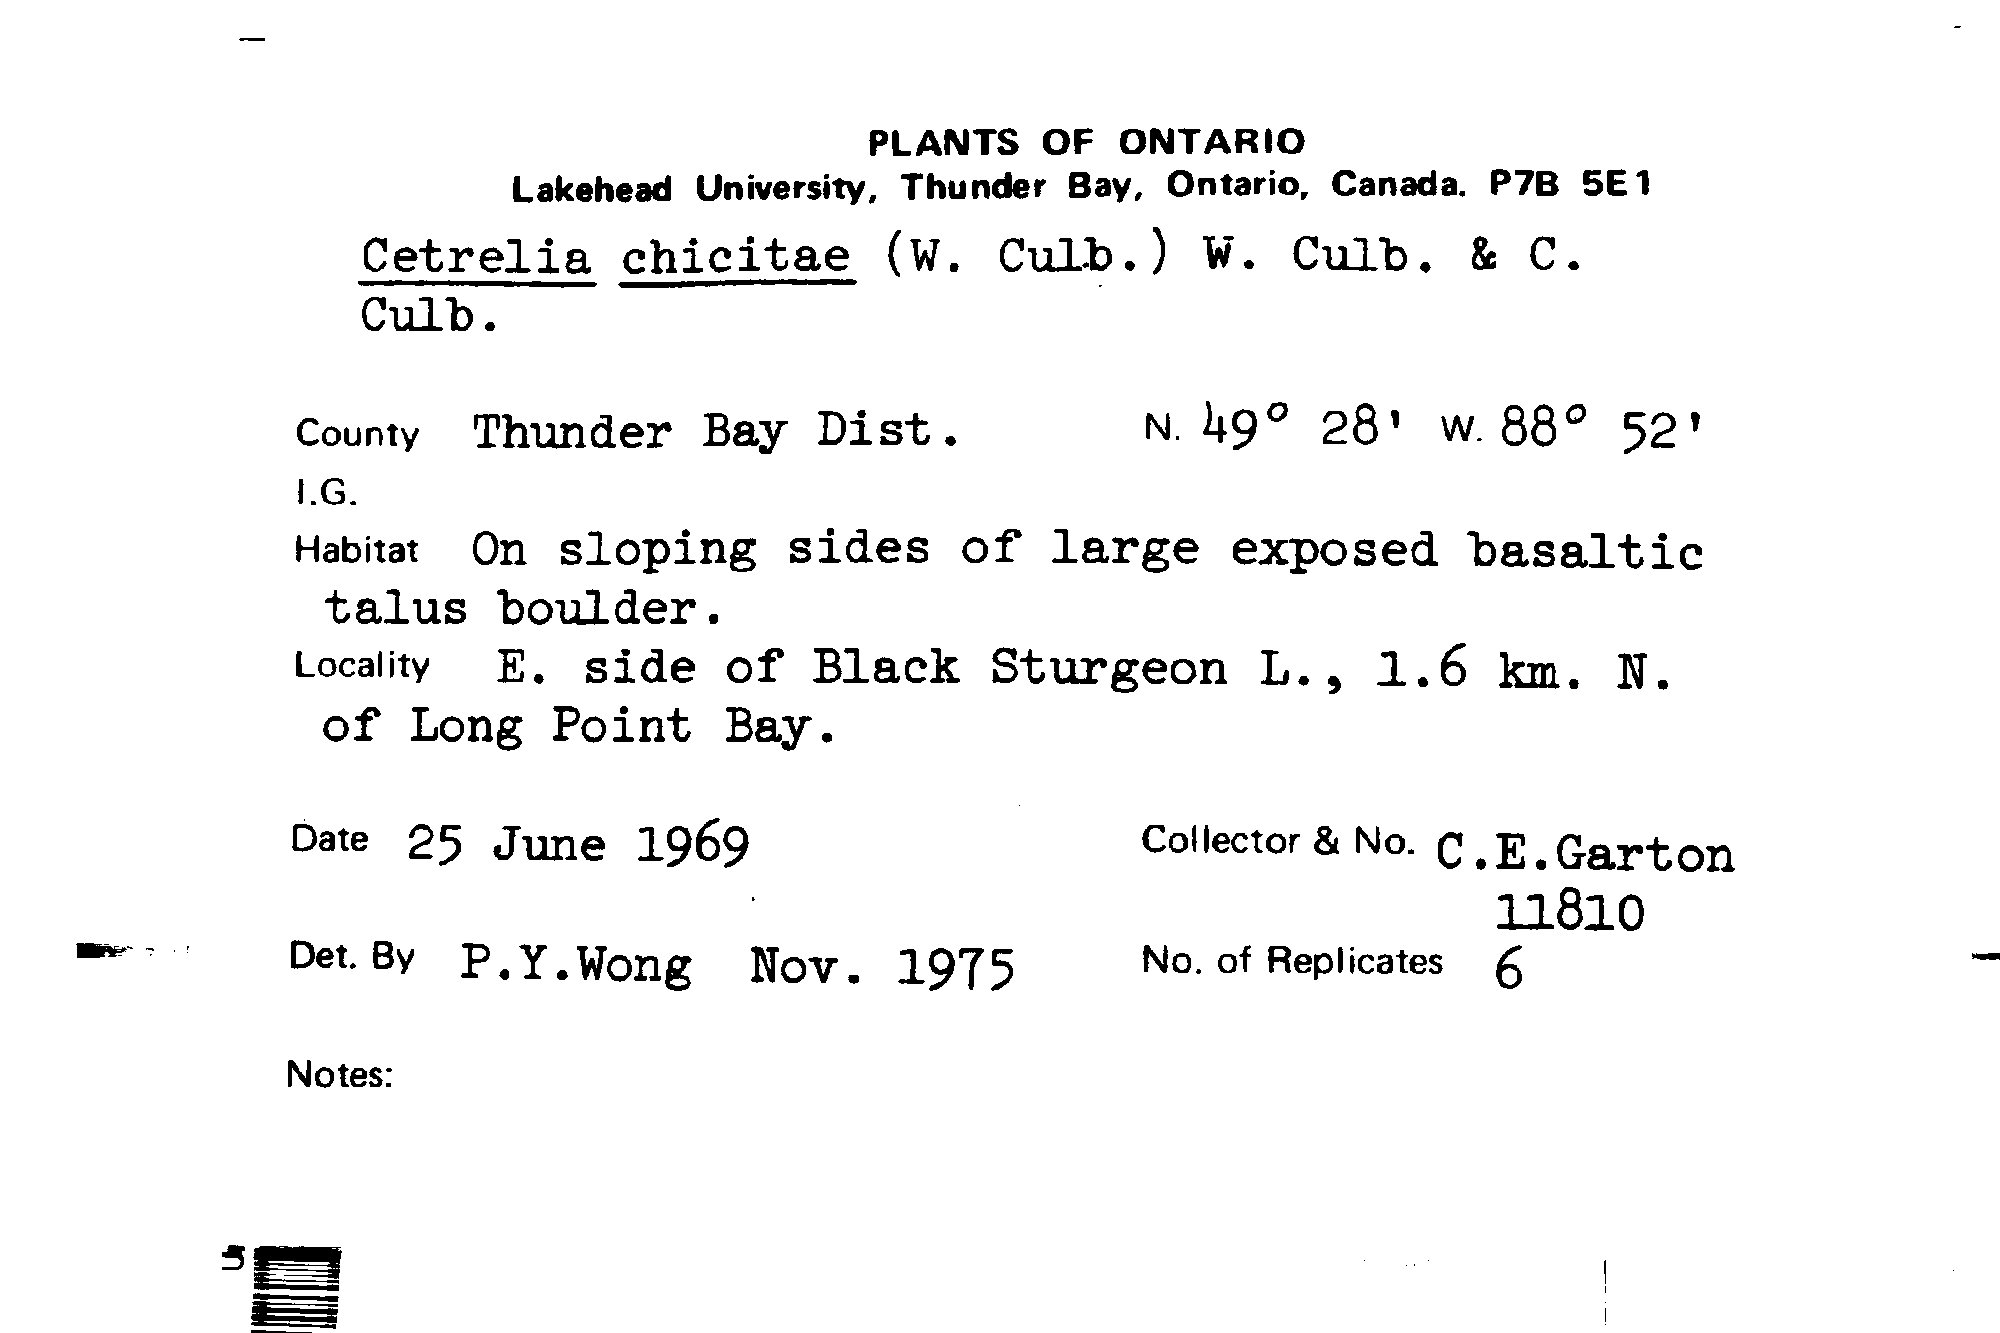 PLANTS OF ONTARIO
Lakehead University, Thunder Bay, Ontario, Canada. P7B 5E1
Cetrelia chicitae (W. Culb.) W. Culb. & C.
Culb.
County Thunder Bay Dist. N. 49° 28' W. 88° 52'
I.G.
Habitat On sloping sides of large exposed basaltic
talus boulder.
Locality E. side of Black Sturgeon L., 1.6 km. N.
of Long Point Bay.
Date 25 June 1969 Collector & No. C.E.Garton
11810
Det. By P.Y.Wong Nov. 1975 No. of Replicates 6
Notes: